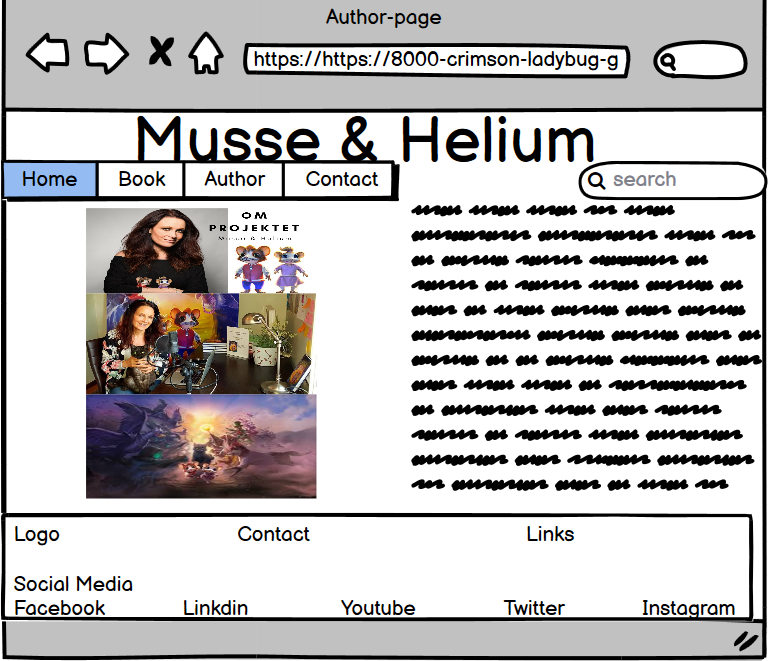 Author-page
https://https://8000-crimson-ladybug-g
Musse & Helium
Home Book Author Contact
search
OM
PROJEKTET
Musse & Helium
Logo Contact Links
Social Media
Facebook Linkdin Youtube Twitter Instagram